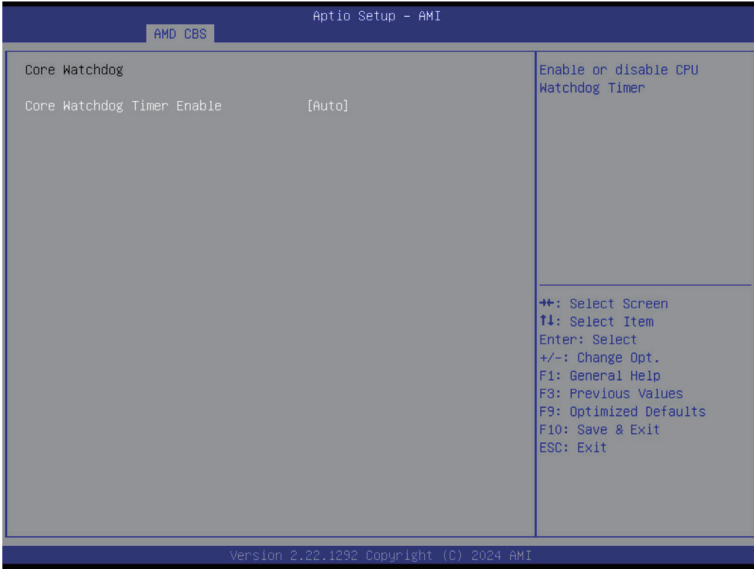 Aptio Setup – AMI
AMD CBS
Core Watchdog
Core Watchdog Timer Enable [Auto]
Enable or disable CPU
Watchdog Timer
→←: Select Screen
↑↓: Select Item
Enter: Select
+/-: Change Opt.
F1: General Help
F3: Previous Values
F9: Optimized Defaults
F10: Save & Exit
ESC: Exit
Version 2.22.1292 Copyright (C) 2024 AMI